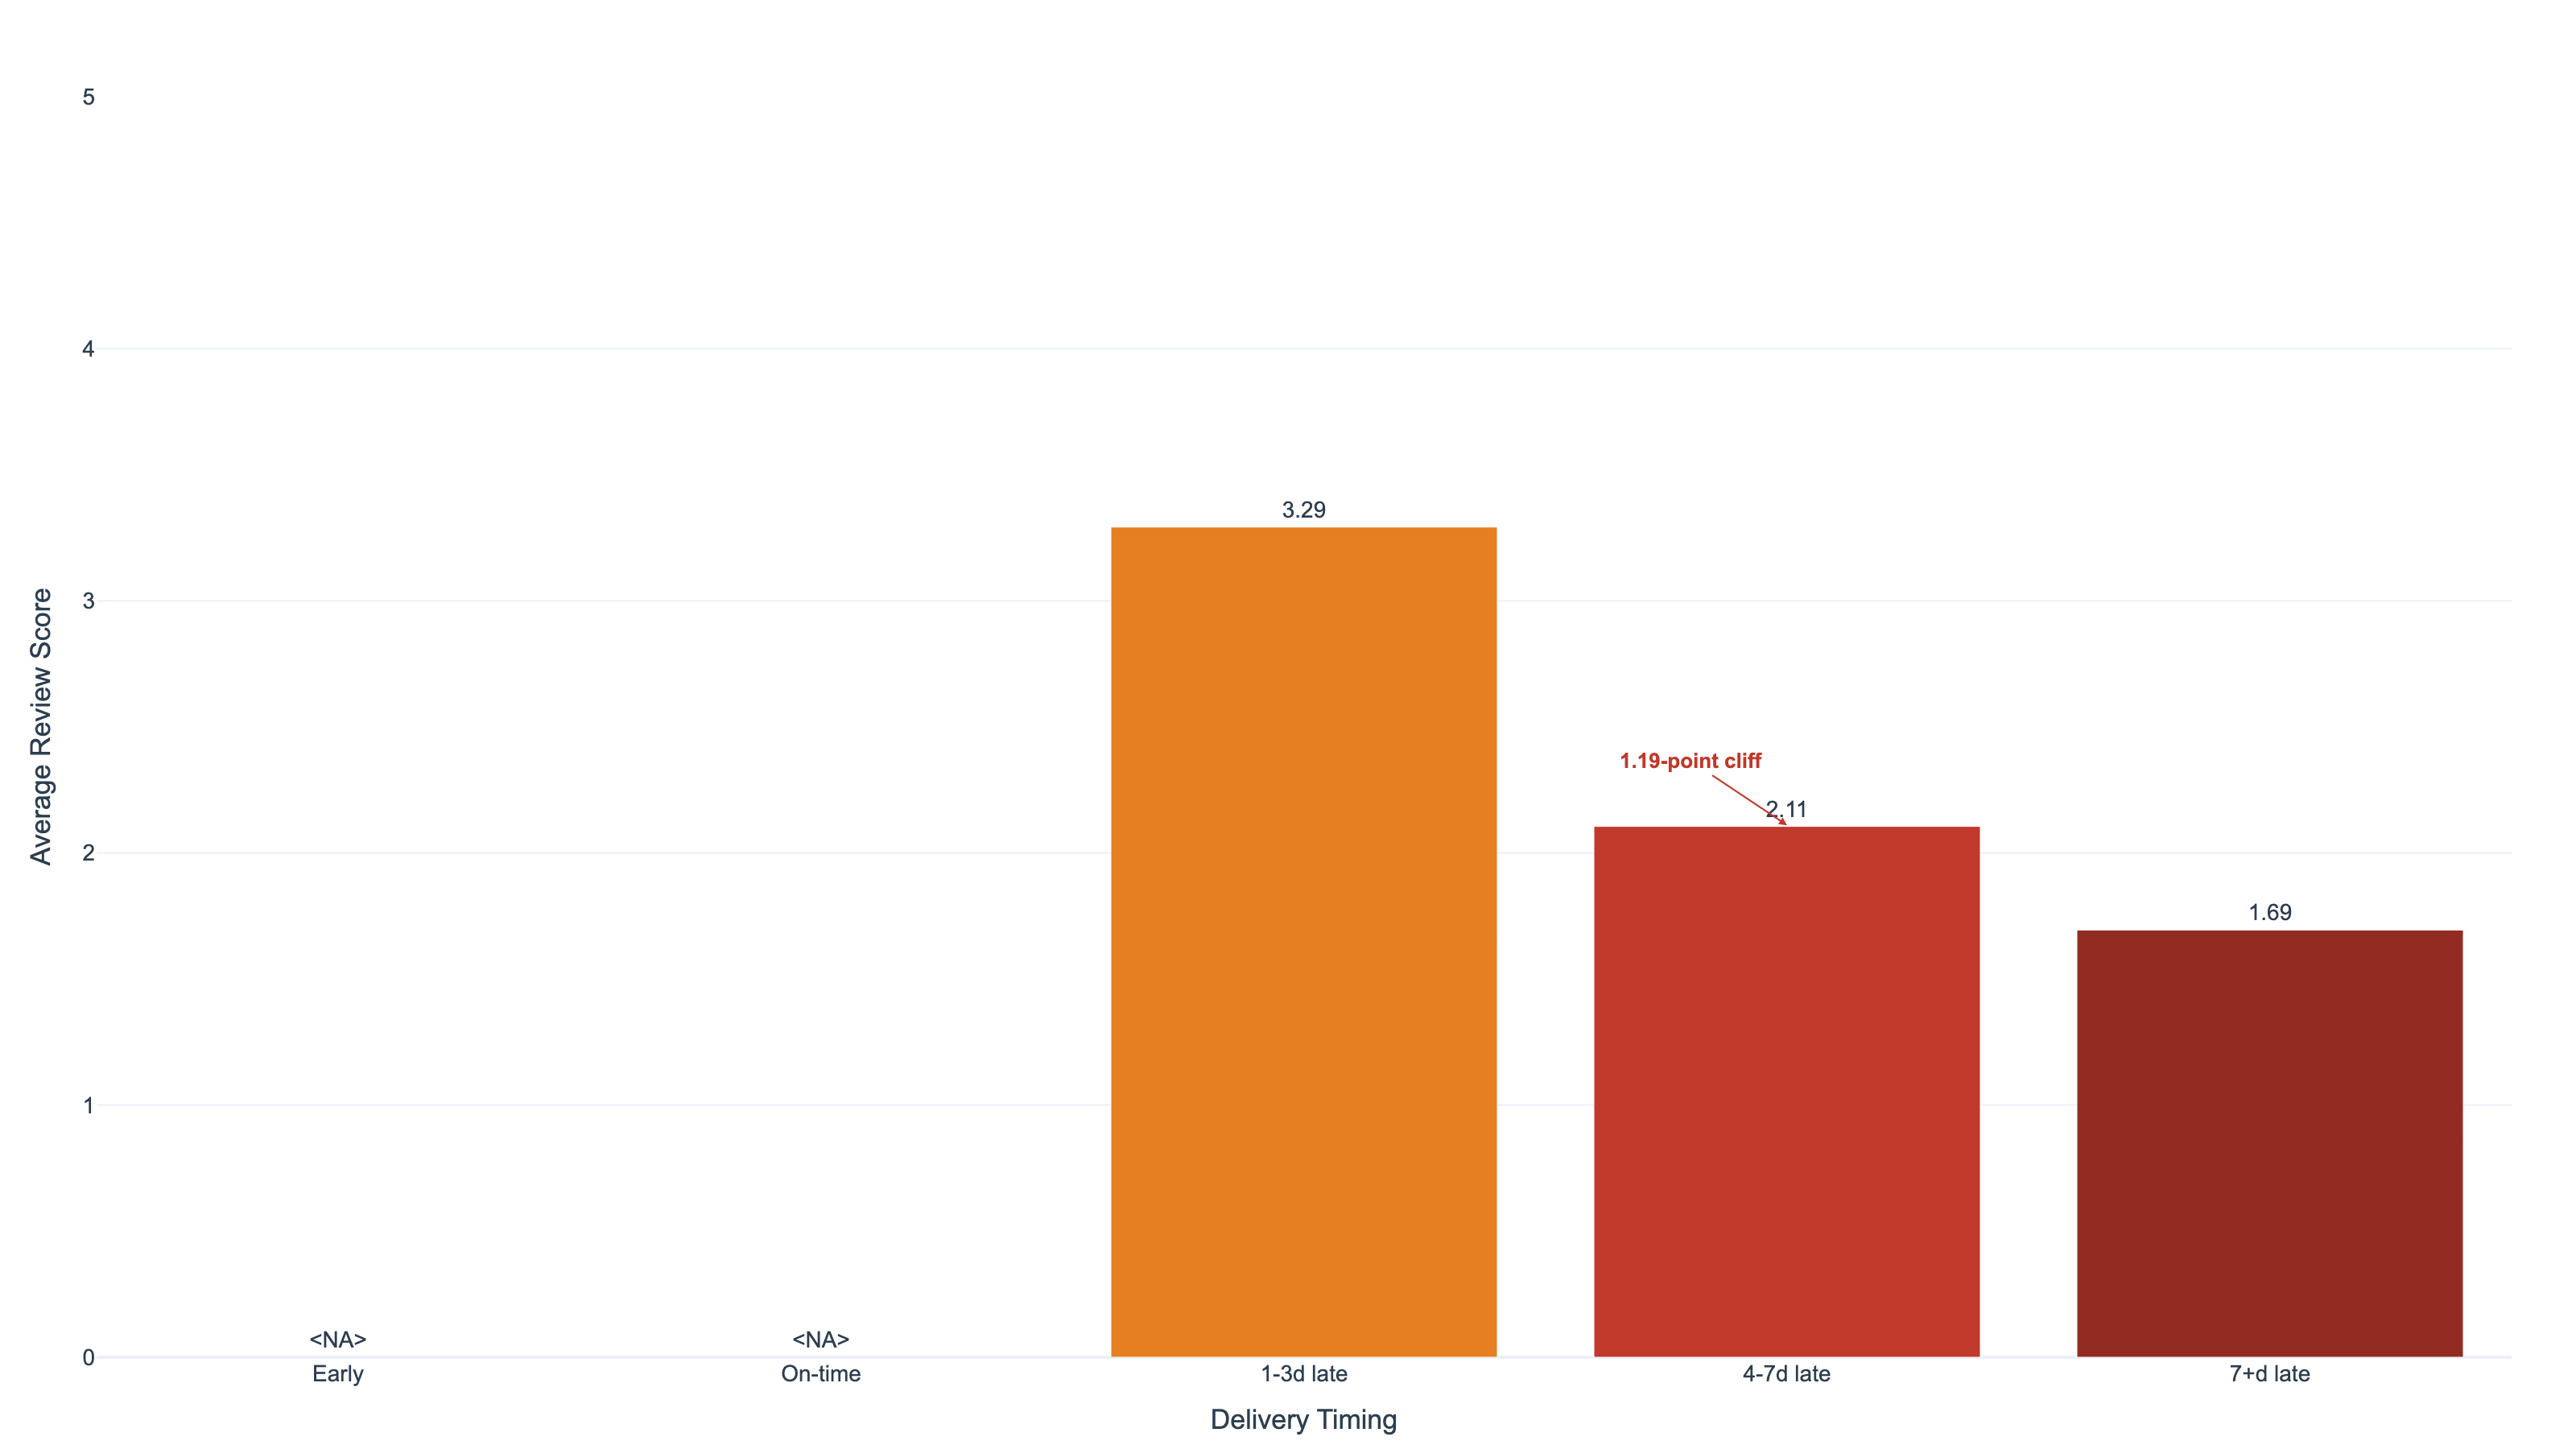 5
4
3
2
1
0
Average Review Score
3.29
1.19-point cliff
2.11
1.69
<NA>
<NA>
Early
On-time
1-3d late
4-7d late
7+d late
Delivery Timing